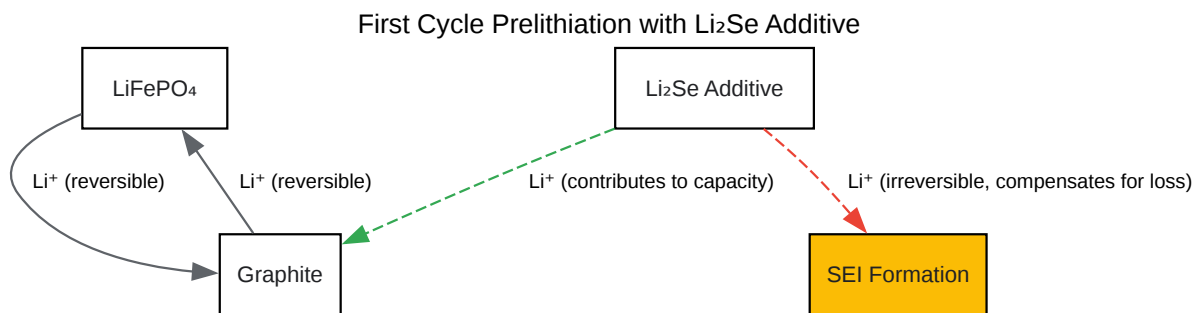 First Cycle Prelithiation with Li₂Se Additive
LiFePO₄
Li₂Se Additive
Li⁺ (reversible)
Li⁺ (reversible)
Li⁺ (contributes to capacity)
Li⁺ (irreversible, compensates for loss)
Graphite
SEI Formation